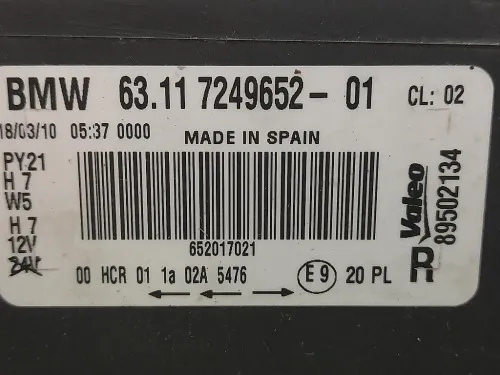 BMW 63.11 7249652-01 CL: 02
18/03/10 05:37 0000
MADE IN SPAIN
PY21
H7
W5
H7
12V
24V
652017021
00 HCR 01 1a 02A 5476 E9 20 PL
← ← →
Valeo
89502134
R